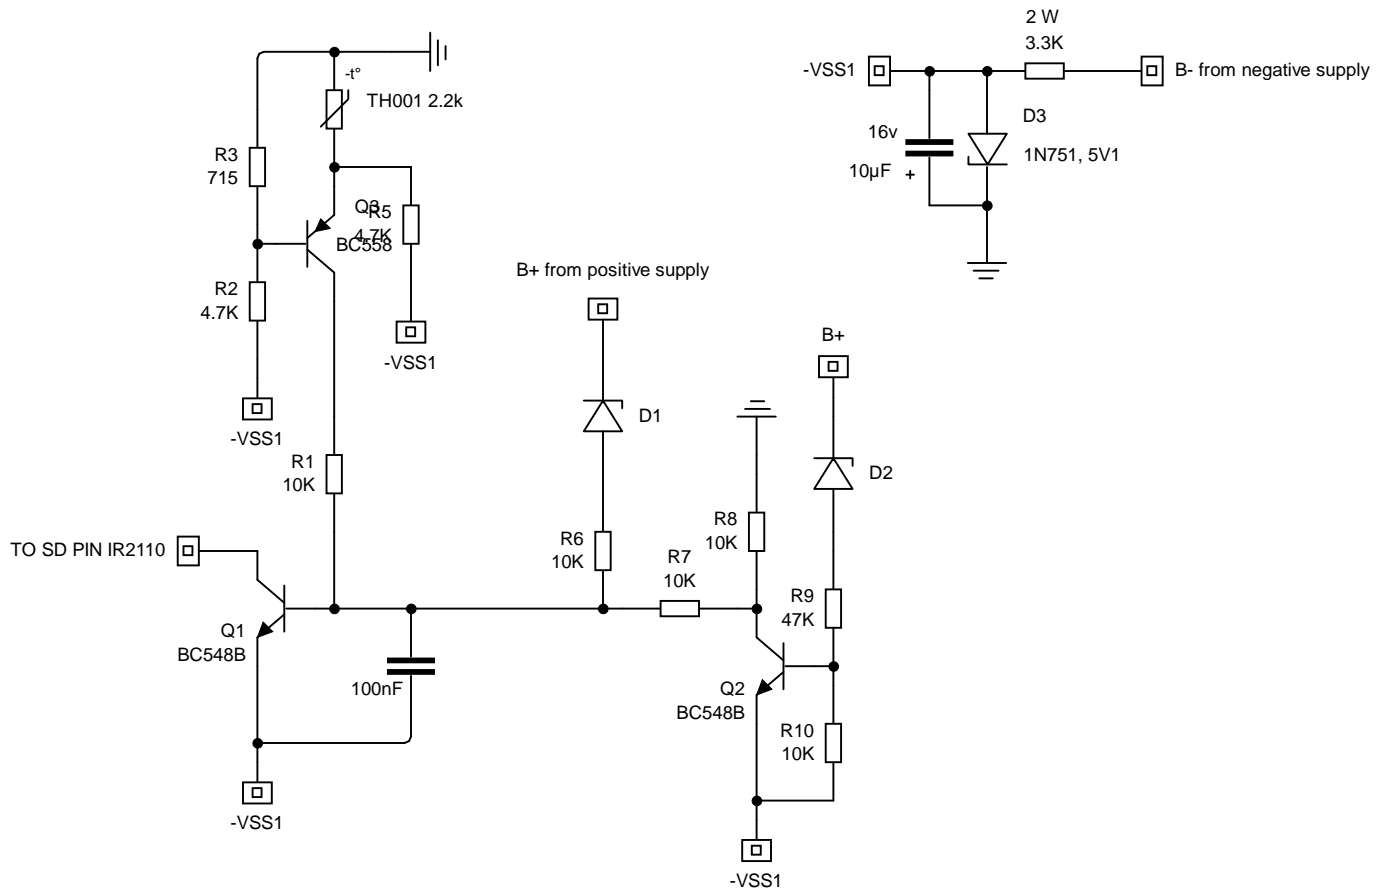 2 W
3.3K
-VSS1
B- from negative supply
-t°
TH001 2.2k
D3
16v
10µF
+
1N751, 5V1
R3
715
Q3
BC558
R5
4.7K
R2
4.7K
-VSS1
-VSS1
B+ from positive supply
B+
D1
D2
R1
10K
TO SD PIN IR2110
R6
10K
R7
10K
R8
10K
R9
47K
Q1
BC548B
100nF
Q2
BC548B
R10
10K
-VSS1
-VSS1